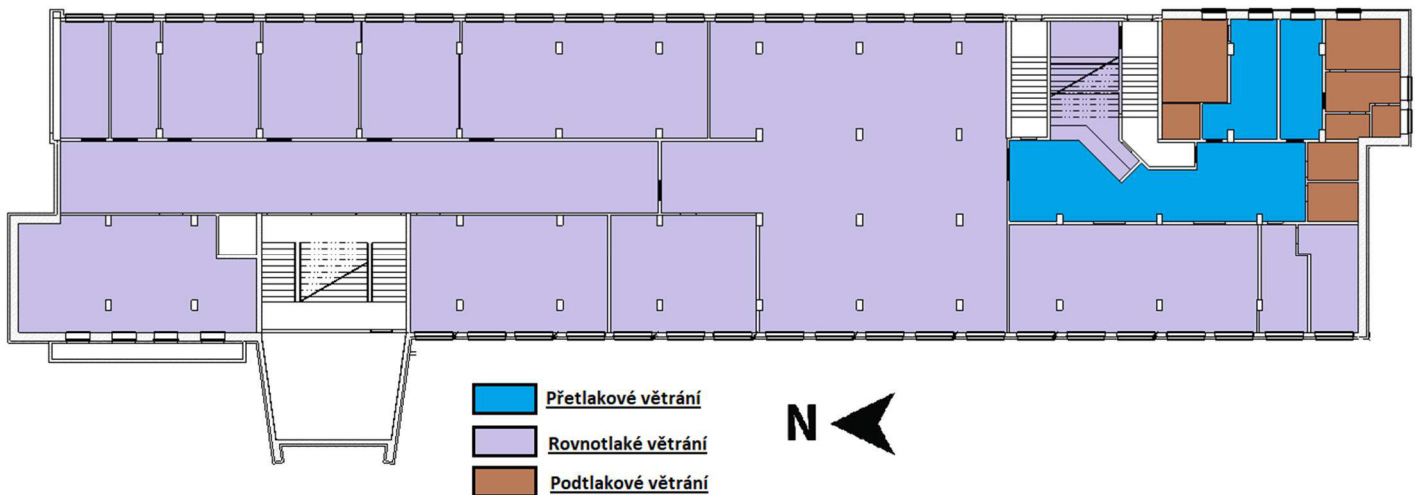 Přetlakové větrání
N
Rovnotlaké větrání
Podtlakové větrání